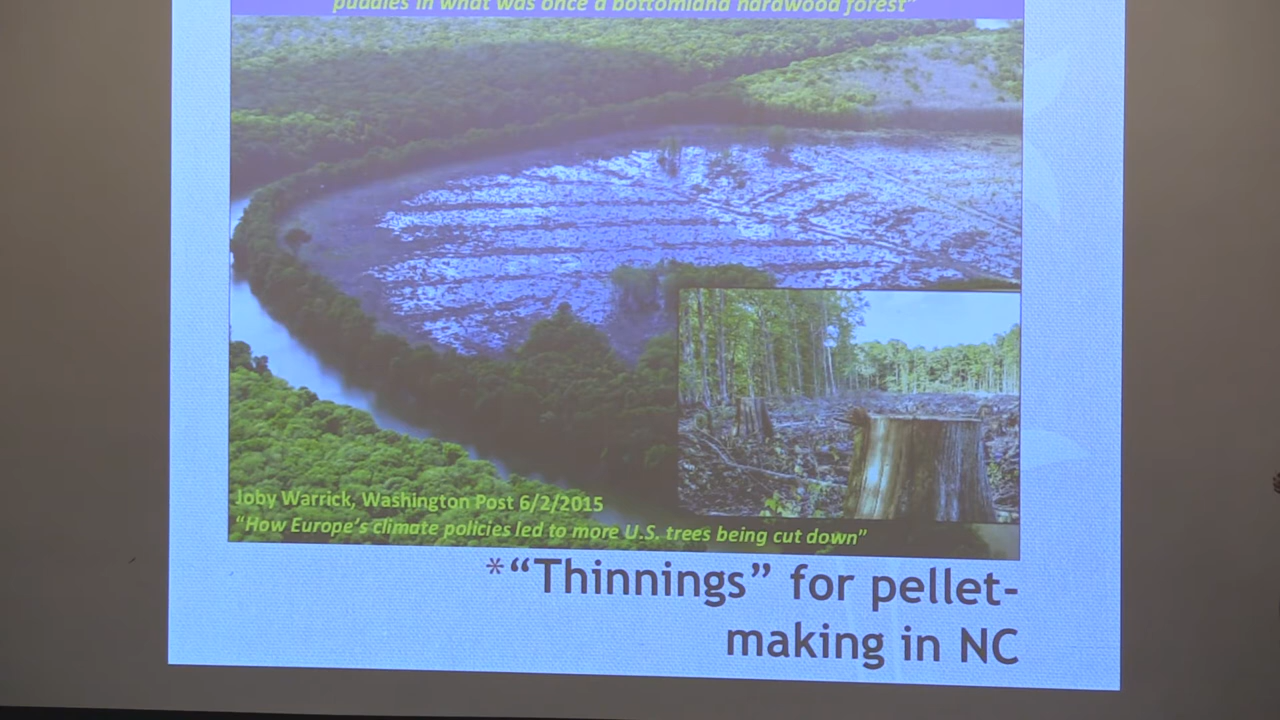 puddles in what was once a bottomland hardwood forest"
Joby Warrick, Washington Post 6/2/2015
"How Europe's climate policies led to more U.S. trees being cut down"
*"Thinnings" for pellet-
making in NC